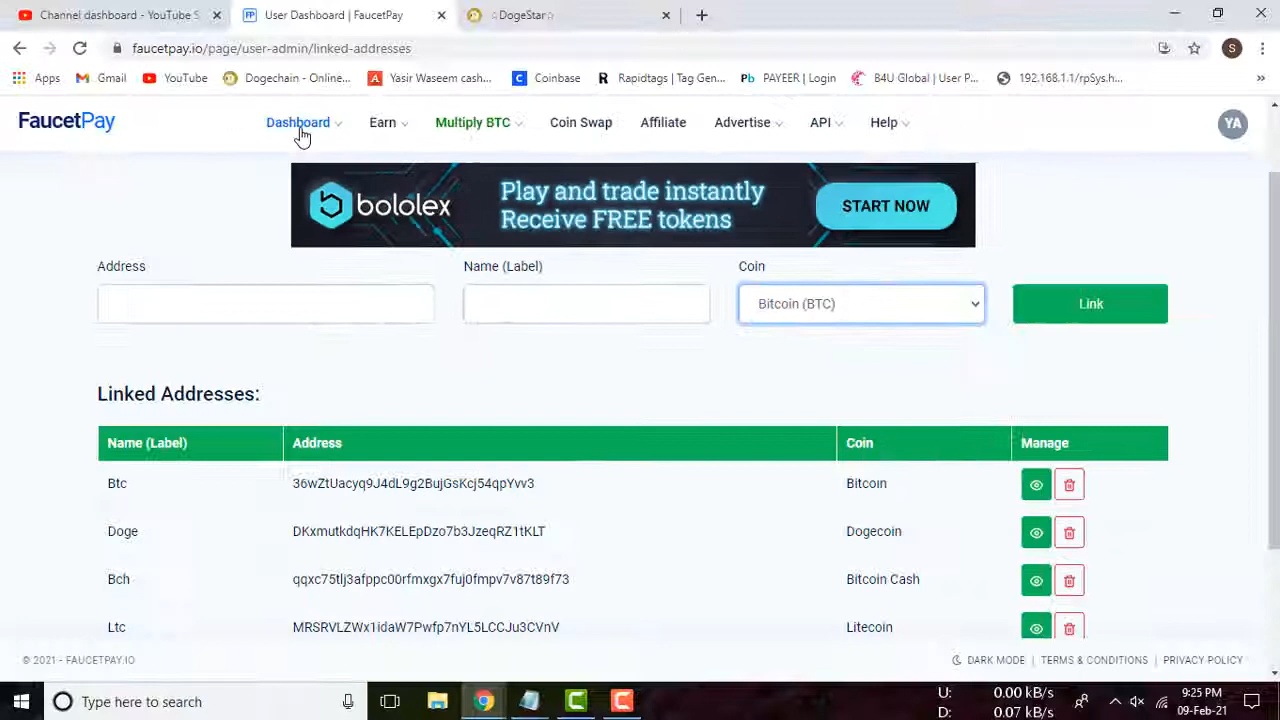 Channel dashboard - YouTube S
User Dashboard | FaucetPay
☆DogeStar☆
faucetpay.io/page/user-admin/linked-addresses
S
Apps
Gmail
YouTube
Dogechain - Online...
Yasir Waseem cash...
Coinbase
Rapidtags | Tag Gen...
PAYEER | Login
B4U Global | User P...
192.168.1.1/rpSys.h...
»
FaucetPay
Dashboard
Earn
Multiply BTC
Coin Swap
Affiliate
Advertise
API
Help
YA
bololex
Play and trade instantly
Receive FREE tokens
START NOW
Address
Name (Label)
Coin
Bitcoin (BTC)
Link
Linked Addresses:
Name (Label) Address Coin Manage
Btc 36wZtUacyq9J4dL9g2BujGsKcj54qpYvv3 Bitcoin
Doge DKxmutkdqHK7KELEpDzo7b3JzeqRZ1tKLT Dogecoin
Bch qqxc75tlj3afppc00rfmxgx7fuj0fmpv7v87t89f73 Bitcoin Cash
Ltc MRSRVLZWx1idaW7Pwfp7nYL5LCCJu3CVnV Litecoin
© 2021 - FAUCETPAY.IO
DARK MODE | TERMS & CONDITIONS | PRIVACY POLICY
Type here to search
U: 0.00 kB/s
D: 0.07 kB/s
9:25 PM
09-Feb-21